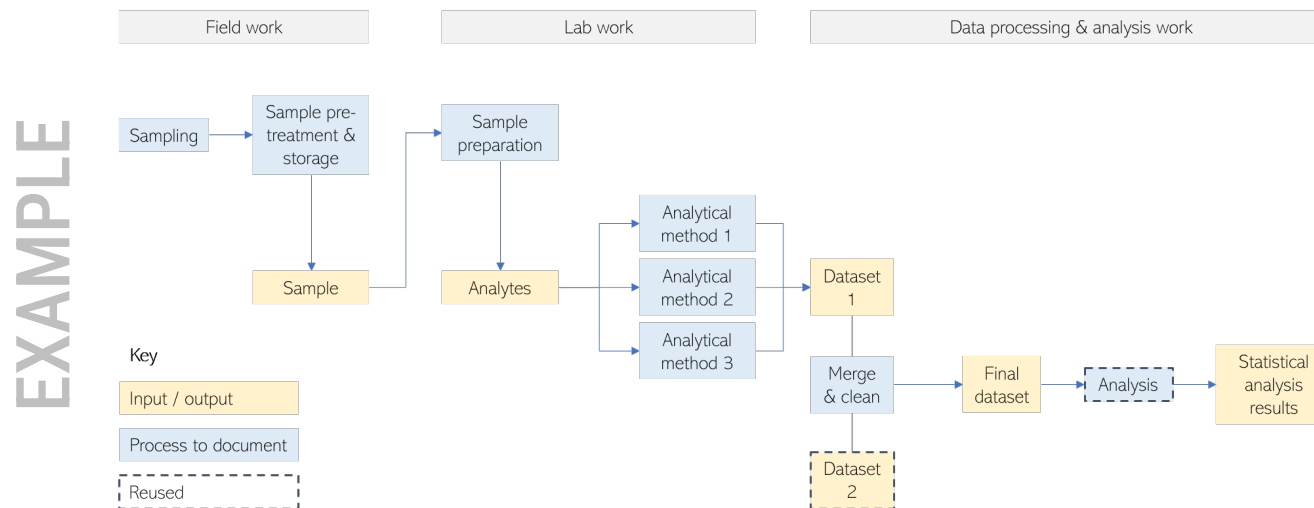 Field work
Lab work
Data processing & analysis work
EXAMPLE
Sampling
Sample pre-
treatment &
storage
Sample
preparation
Analytical
method 1
Sample
Analytes
Analytical
method 2
Dataset
1
Analytical
method 3
Key
Input / output
Process to document
Reused
Merge
& clean
Final
dataset
Analysis
Statistical
analysis
results
Dataset
2